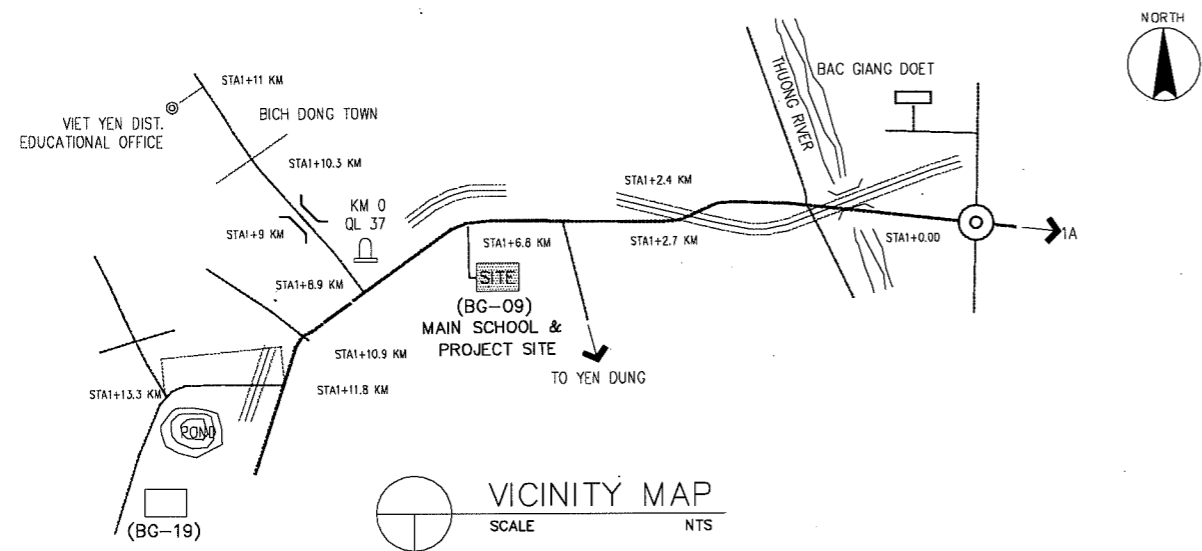 NORTH
STA1+11 KM
BICH DONG TOWN
VIET YEN DIST.
EDUCATIONAL OFFICE
STA1+10.3 KM
KM 0
QL 37
STA1+9 KM
STA1+8.9 KM
THUONG RIVER
BAC GIANG DOET
STA1+2.4 KM
STA1+2.7 KM
STA1+0.00
1A
STA1+6.8 KM
SITE
(BG-09)
MAIN SCHOOL &
PROJECT SITE
TO YEN DUNG
STA1+10.9 KM
STA1+11.8 KM
STA1+13.3 KM
POND
(BG-19)
VICINITY MAP
SCALE NTS